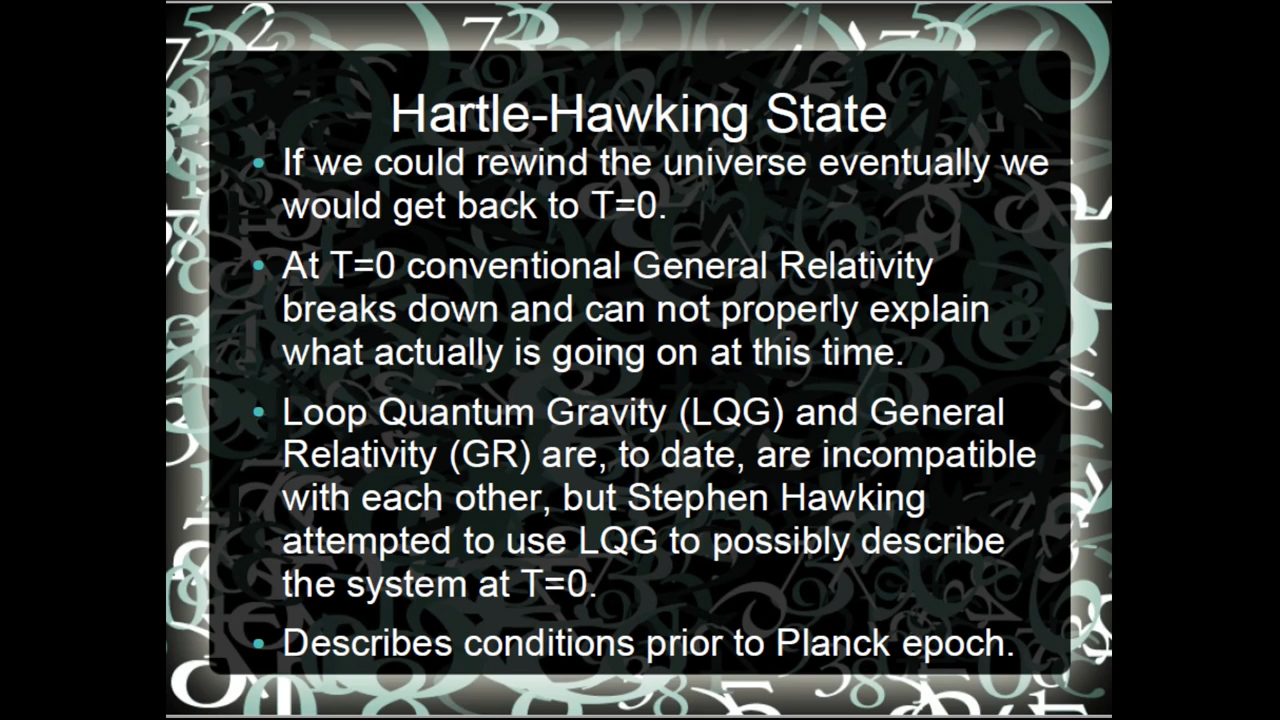 Hartle-Hawking State
If we could rewind the universe eventually we
would get back to T=0.
At T=0 conventional General Relativity
breaks down and can not properly explain
what actually is going on at this time.
Loop Quantum Gravity (LQG) and General
Relativity (GR) are, to date, are incompatible
with each other, but Stephen Hawking
attempted to use LQG to possibly describe
the system at T=0.
Describes conditions prior to Planck epoch.